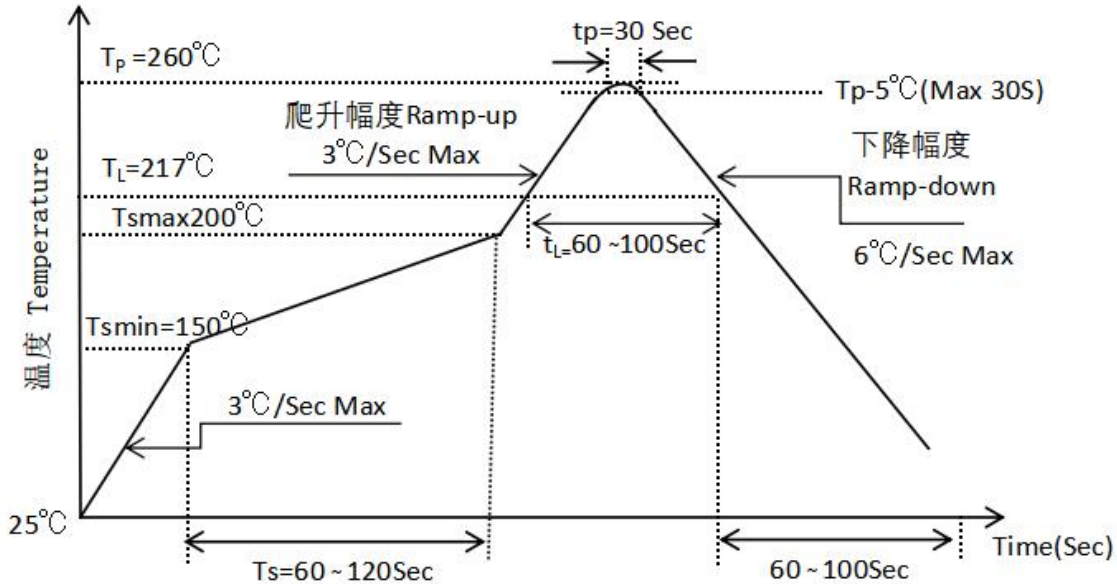 tp=30 Sec
TP =260℃
Tp-5℃(Max 30S)
爬升幅度Ramp-up
3℃/Sec Max
下降幅度
Ramp-down
6℃/Sec Max
TL=217℃
Tsmax200℃
tL=60 ~100Sec
温度 Temperature
Tsmin=150℃
3℃/Sec Max
25℃
Time(Sec)
Ts=60 ~ 120Sec
60 ~ 100Sec